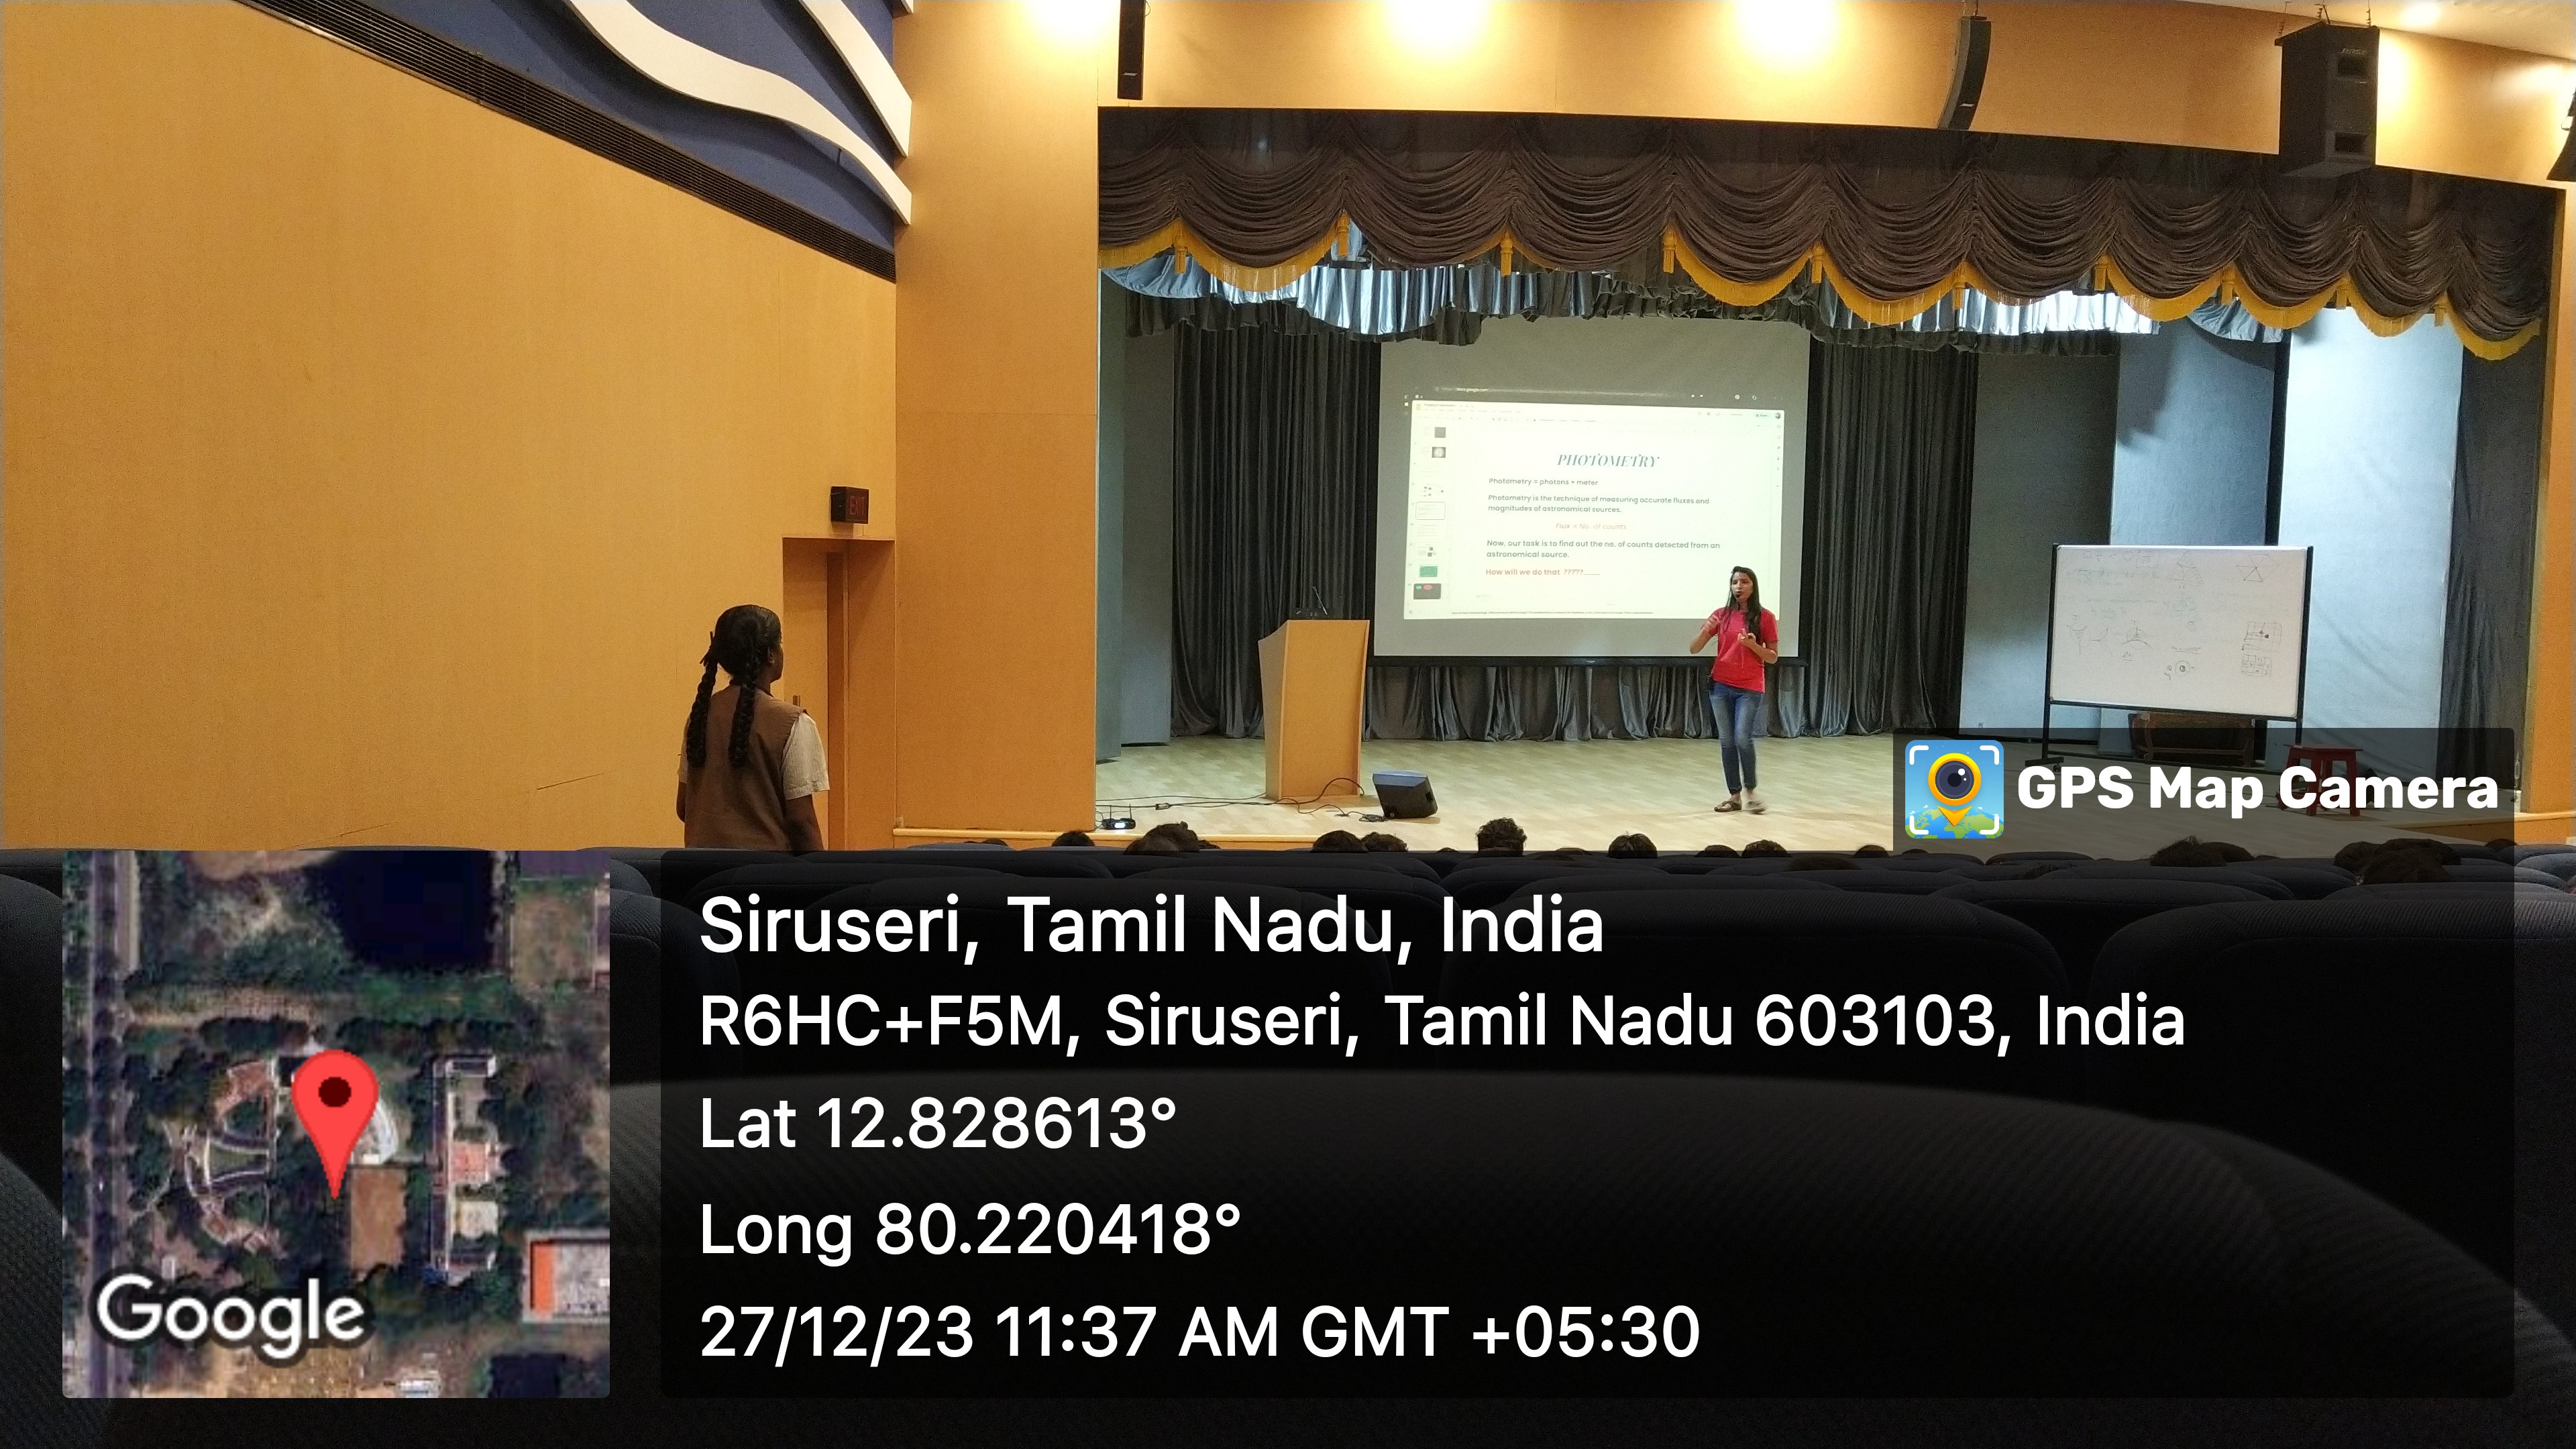 BOSE
EXIT
PHOTOMETRY
Photometry = photons + meter
Photometry is the technique of measuring accurate fluxes and
magnitudes of astronomical sources.
Flux ∝ No. of counts
Now, our task is to find out the no. of counts detected from an
astronomical source.
How will we do that ?????
GPS Map Camera
Siruseri, Tamil Nadu, India
R6HC+F5M, Siruseri, Tamil Nadu 603103, India
Lat 12.828613°
Long 80.220418°
27/12/23 11:37 AM GMT +05:30
Google